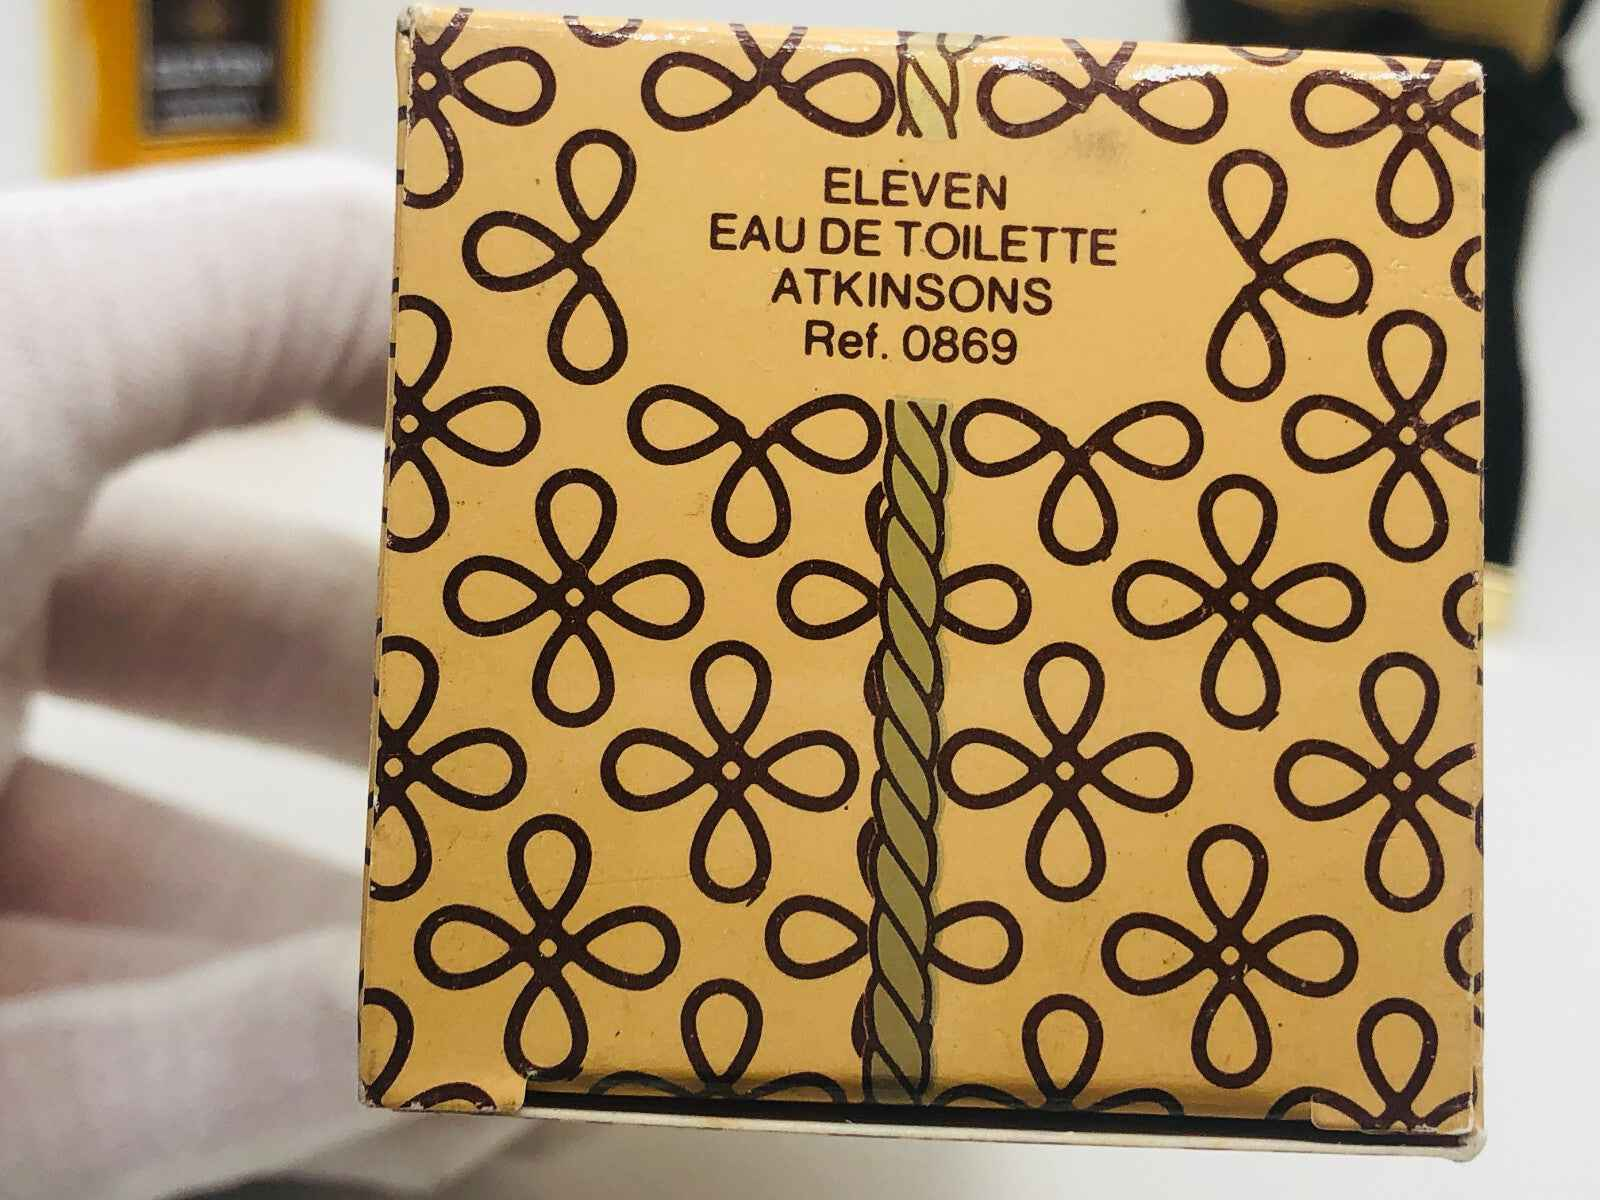 ELEVEN
EAU DE TOILETTE
ATKINSONS
Ref. 0869